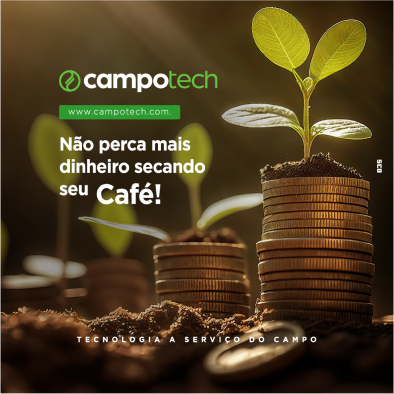 campotech
www.campotech.com.
Não perca mais
dinheiro secando
seu Café!
TECNOLOGIA A SERVIÇO DO CAMPO